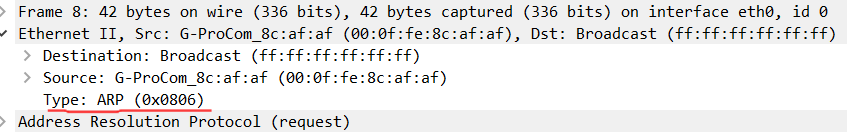 Frame 8: 42 bytes on wire (336 bits), 42 bytes captured (336 bits) on interface eth0, id 0
Ethernet II, Src: G-ProCom_8c:af:af (00:0f:fe:8c:af:af), Dst: Broadcast (ff:ff:ff:ff:ff:ff)
Destination: Broadcast (ff:ff:ff:ff:ff:ff)
Source: G-ProCom_8c:af:af (00:0f:fe:8c:af:af)
Type: ARP (0x0806)
Address Resolution Protocol (request)